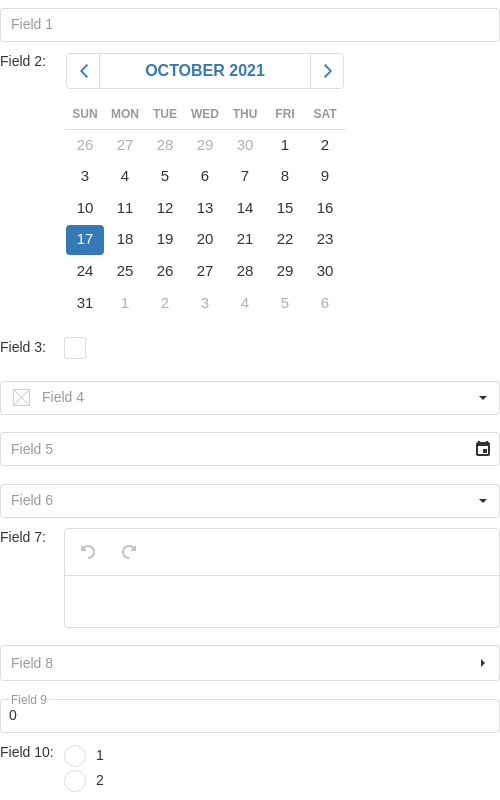 Field 1
Field 2:
OCTOBER 2021
SUN MON TUE WED THU FRI SAT
26 27 28 29 30 1 2
3 4 5 6 7 8 9
10 11 12 13 14 15 16
17 18 19 20 21 22 23
24 25 26 27 28 29 30
31 1 2 3 4 5 6
Field 3:
Field 4
Field 5
Field 6
Field 7:
Field 8
Field 9
0
Field 10:
1
2